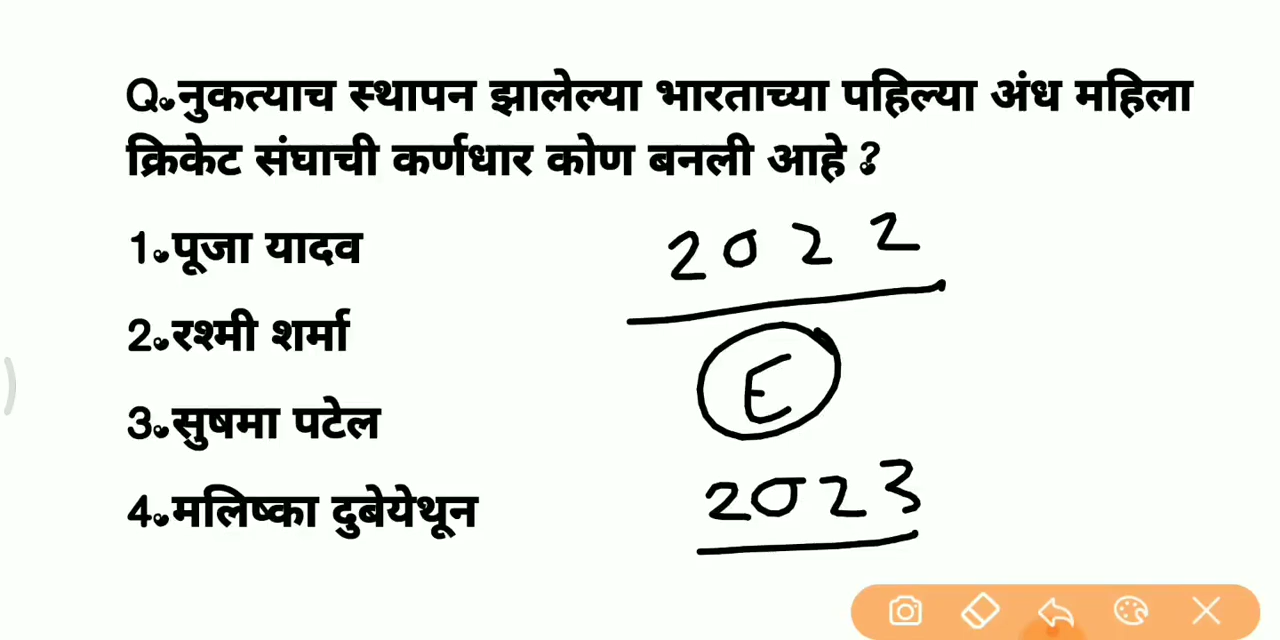 Q.नुकत्याच स्थापन झालेल्या भारताच्या पहिल्या अंध महिला
क्रिकेट संघाची कर्णधार कोण बनली आहे ?
1.पूजा यादव
2.रश्मी शर्मा
3.सुषमा पटेल
4.मलिष्का दुबेयेथून
2022
E
2023